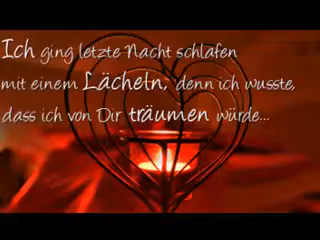 Ich ging letzte Nacht schlafen
mit einem Lächeln, denn ich wusste,
dass ich von Dir träumen würde...